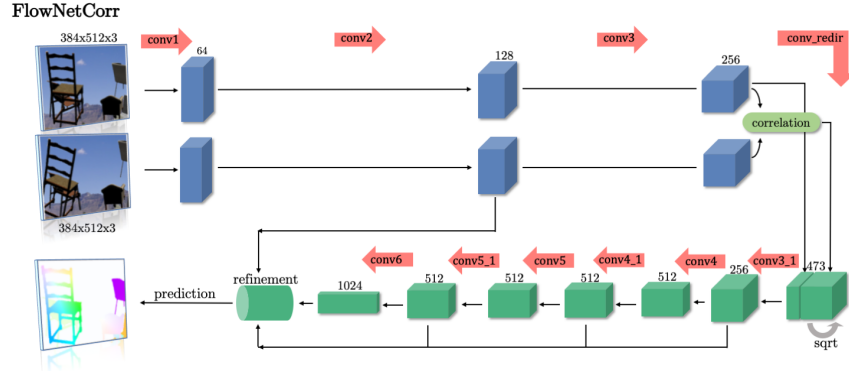 FlowNetCorr
384x512x3
conv1
conv2
conv3
conv_redir
64
128
256
correlation
384x512x3
conv6
conv5_1
conv5
conv4_1
conv4
conv3_1
473
refinement
1024
512
512
512
512
256
prediction
sqrt